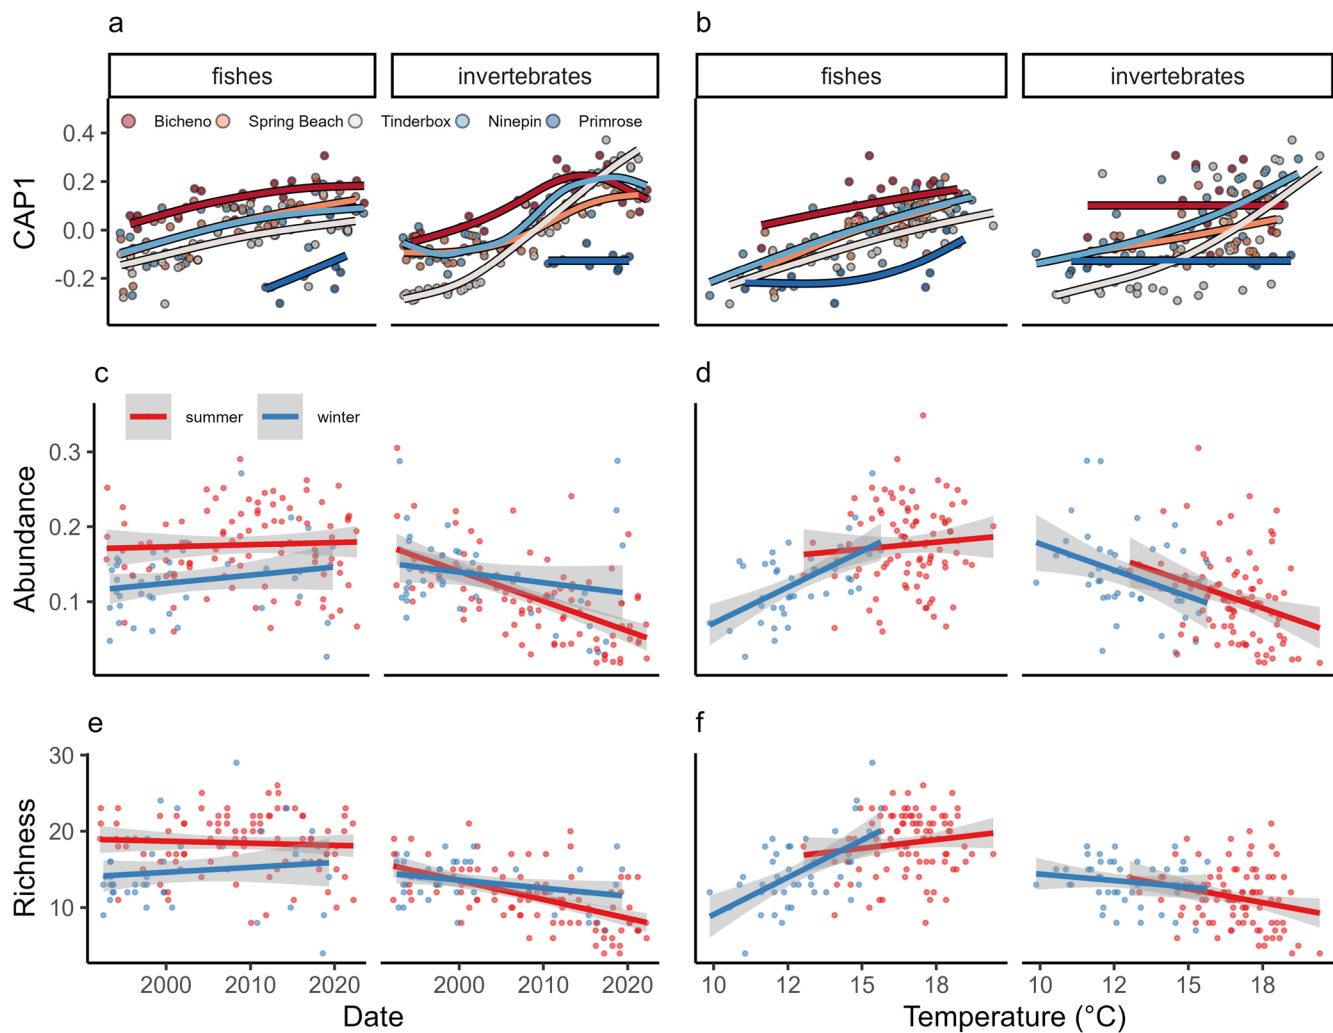 a
b
fishes
invertebrates
fishes
invertebrates
Bicheno Spring Beach Tinderbox Ninepin Primrose
CAP1
0.4
0.2
0.0
-0.2
c
d
summer winter
Abundance
0.3
0.2
0.1
e
f
Richness
30
20
10
2000 2010 2020 2000 2010 2020
10 12 15 18 10 12 15 18
Date
Temperature (°C)